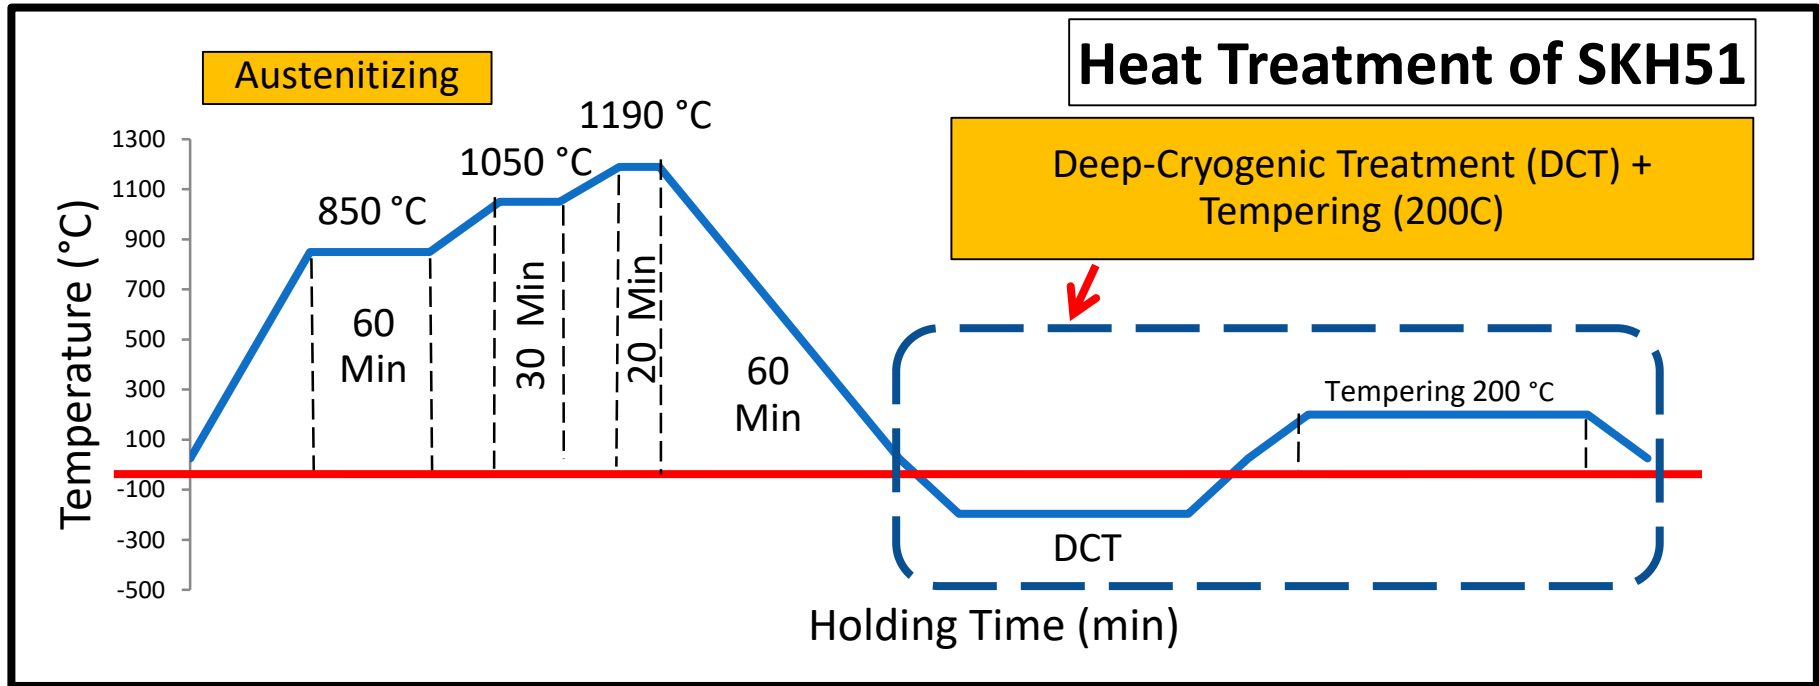 Heat Treatment of SKH51
Austenitizing
Deep-Cryogenic Treatment (DCT) +
Tempering (200C)
1190 °C
1050 °C
850 °C
Temperature (°C)
1300
1100
900
700
500
300
100
-100
-300
-500
60
Min
30 Min
20 Min
60
Min
Tempering 200 °C
DCT
Holding Time (min)